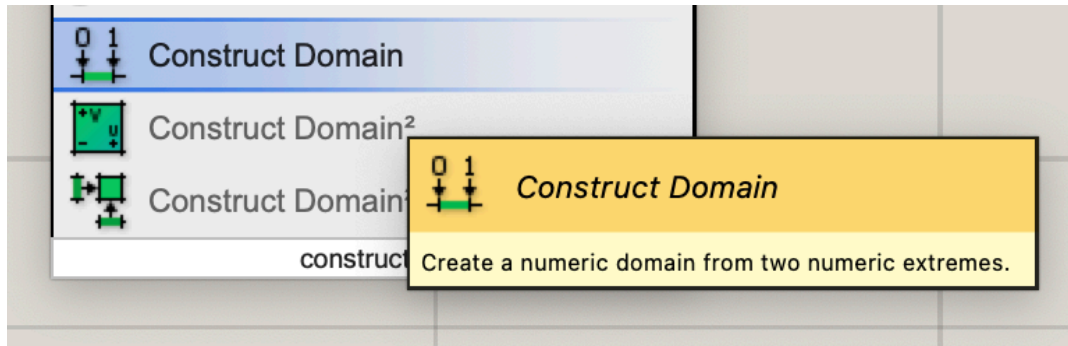 0 1
Construct Domain
+V
U
- +
Construct Domain²
Construct Domain²
construct
0 1
Construct Domain
Create a numeric domain from two numeric extremes.